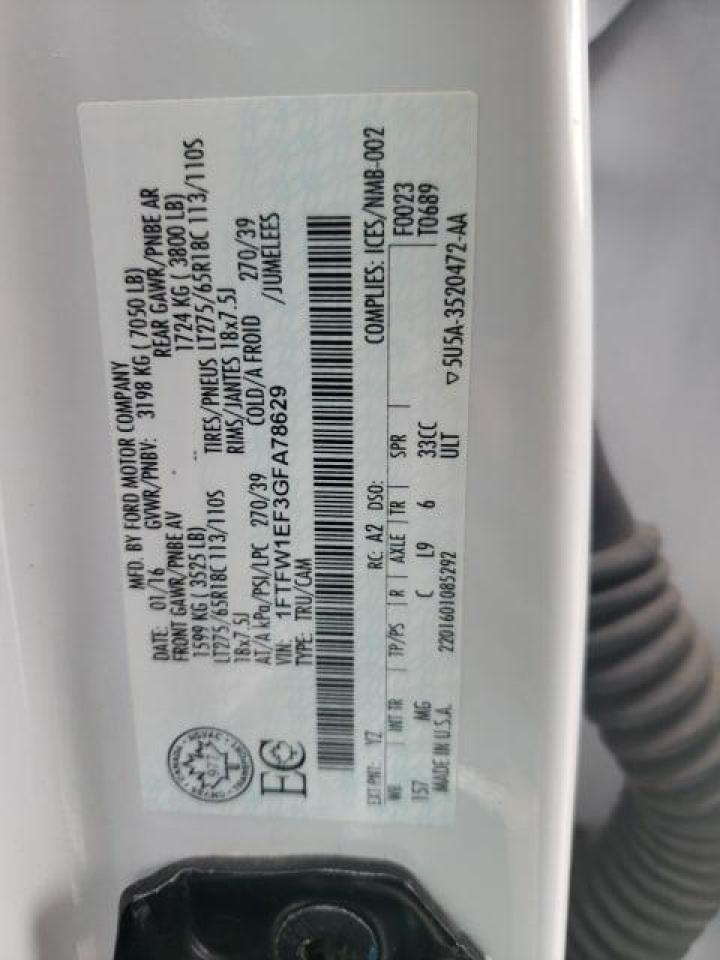 MFD. BY FORD MOTOR COMPANY
DATE: 01/16 GVWR/PNBV: 3198 KG ( 7050 LB)
FRONT GAWR/PNBE AV REAR GAWR/PNBE AR
1599 KG ( 3525 LB) 1724 KG ( 3800 LB)
LT275/65R18C 113/110S TIRES/PNEUS LT275/65R18C 113/110S
18x7.5J RIMS/JANTES 18x7.5J
AT/A kPa/PSI/LPC 270/39 COLD/A FROID 270/39
VIN: 1FTFW1EF3GFA78629 /JUMELEES
TYPE: TRU/CAM
CANADA
NSVAC
977
EC
EXT PNT: YZ RC: A2 DSO: COMPLIES: ICES/NMB-002
WB INT TR TP/PS R AXLE TR SPR F0023
157 MG C L9 6 33CC T0689
MADE IN U.S.A. 2201601085292 ULT ▽ 5U5A-3520472-AA